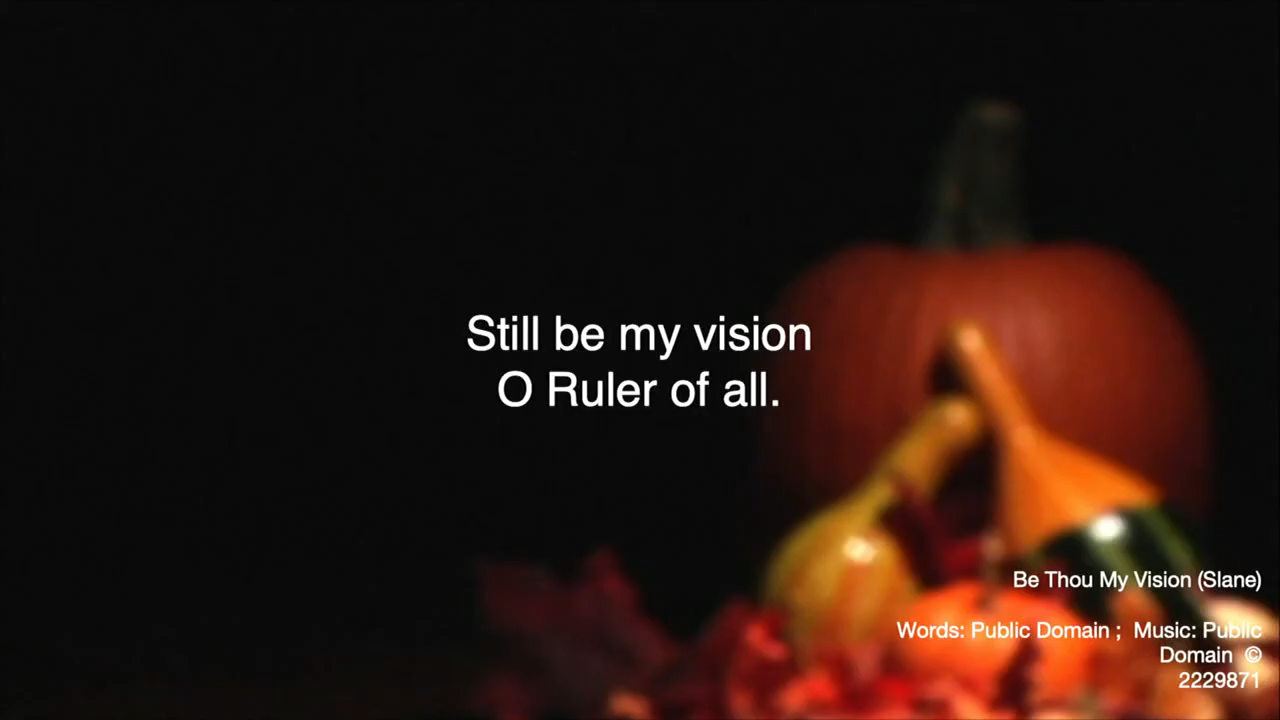 Still be my vision
O Ruler of all.
Be Thou My Vision (Slane)
Words: Public Domain ;  Music: Public
Domain  ©
2229871